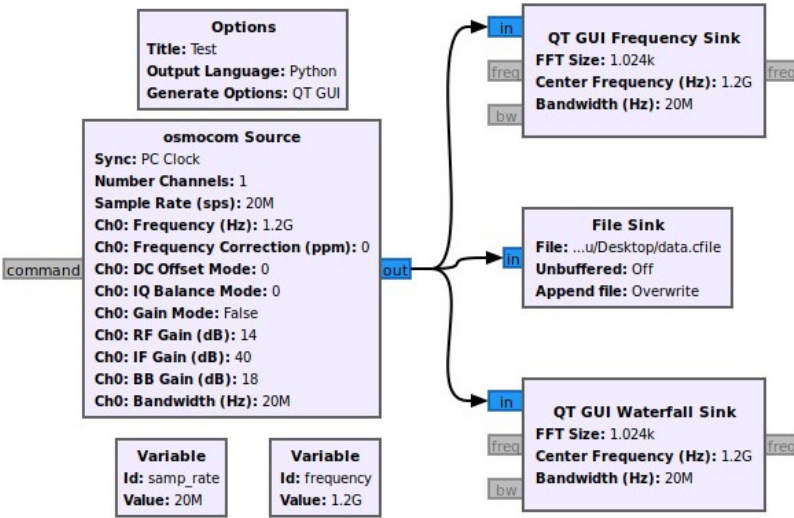 Options
Title: Test
Output Language: Python
Generate Options: QT GUI
osmocom Source
Sync: PC Clock
Number Channels: 1
Sample Rate (sps): 20M
Ch0: Frequency (Hz): 1.2G
Ch0: Frequency Correction (ppm): 0
Ch0: DC Offset Mode: 0
Ch0: IQ Balance Mode: 0
Ch0: Gain Mode: False
Ch0: RF Gain (dB): 14
Ch0: IF Gain (dB): 40
Ch0: BB Gain (dB): 18
Ch0: Bandwidth (Hz): 20M
command
out
Variable
Id: samp_rate
Value: 20M
Variable
Id: frequency
Value: 1.2G
QT GUI Frequency Sink
FFT Size: 1.024k
Center Frequency (Hz): 1.2G
Bandwidth (Hz): 20M
in
freq
bw
freq
File Sink
File: ...u/Desktop/data.cfile
Unbuffered: Off
Append file: Overwrite
in
QT GUI Waterfall Sink
FFT Size: 1.024k
Center Frequency (Hz): 1.2G
Bandwidth (Hz): 20M
in
freq
bw
freq